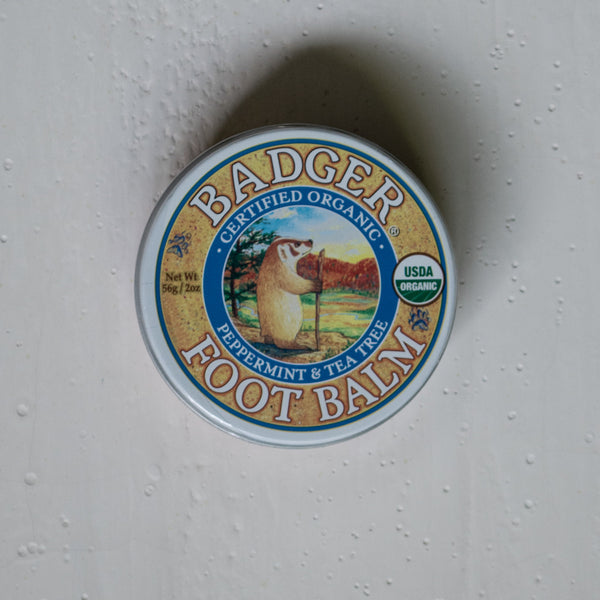 BADGER
®
· CERTIFIED ORGANIC ·
Net Wt
56g / 2oz
USDA
ORGANIC
PEPPERMINT & TEA TREE
FOOT BALM